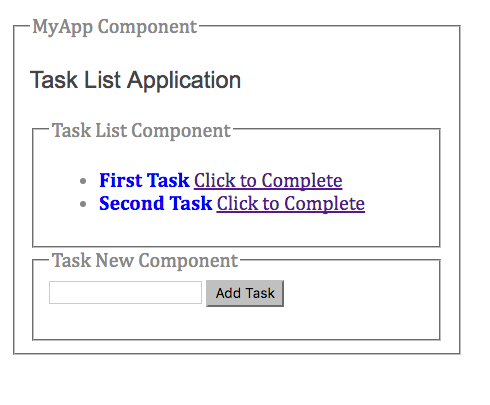 MyApp Component
Task List Application
Task List Component
First Task Click to Complete
Second Task Click to Complete
Task New Component
Add Task